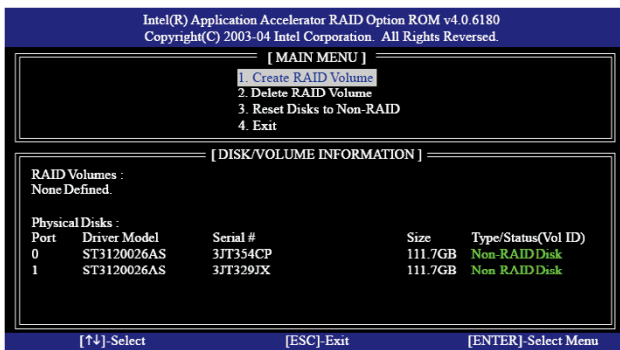 Intel(R) Application Accelerator RAID Option ROM v4.0.6180
Copyright(C) 2003-04 Intel Corporation. All Rights Reversed.
[ MAIN MENU ]
1. Create RAID Volume
2. Delete RAID Volume
3. Reset Disks to Non-RAID
4. Exit
[ DISK/VOLUME INFORMATION ]
RAID Volumes :
None Defined.
Physical Disks :
Port Driver Model Serial # Size Type/Status(Vol ID)
0 ST3120026AS 3JT354CP 111.7GB Non-RAID Disk
1 ST3120026AS 3JT329JX 111.7GB Non RAID Disk
[↑↓]-Select [ESC]-Exit [ENTER]-Select Menu